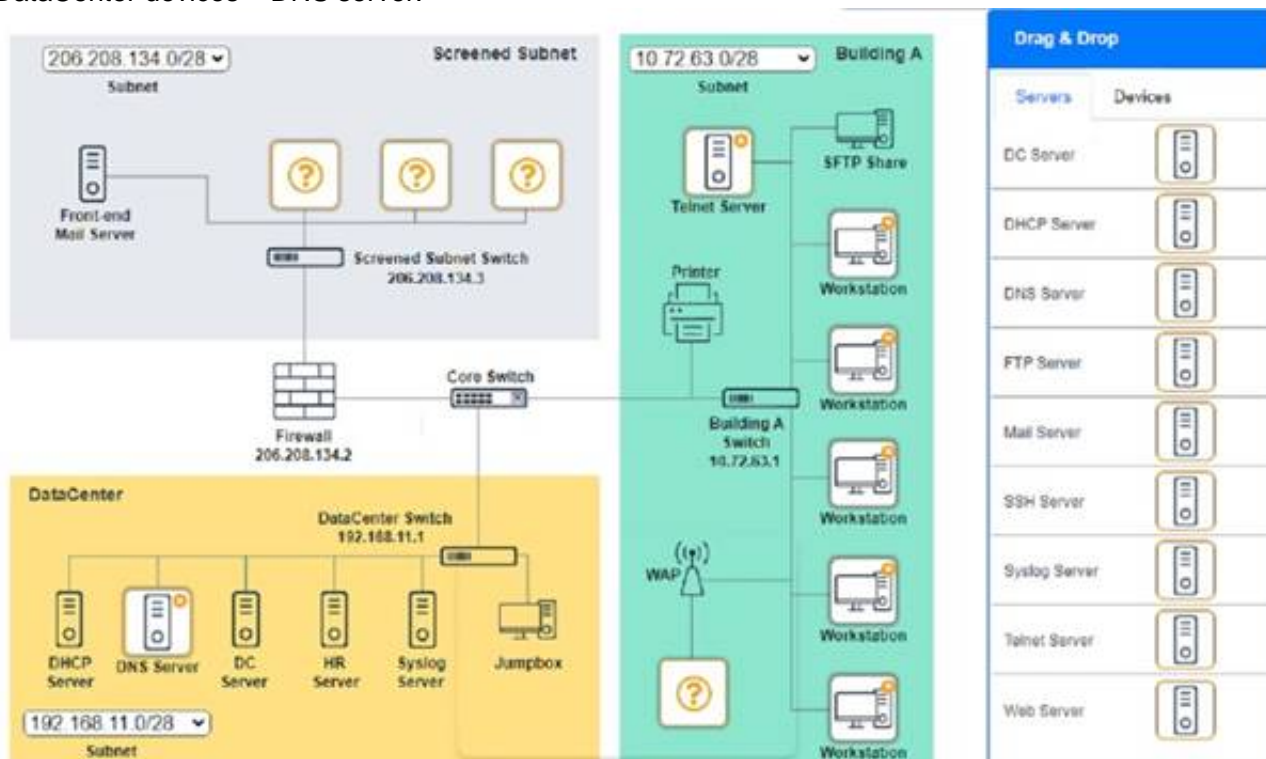 DataCenter devices – DNS server.
206.208.134.0/28
Subnet
Screened Subnet
Front-end
Mail Server
Screened Subnet Switch
206.208.134.3
Firewall
206.208.134.2
Core Switch
DataCenter
DataCenter Switch
192.168.11.1
DHCP
Server
DNS Server
DC
Server
HR
Server
Syslog
Server
Jumpbox
192.168.11.0/28
Subnet
10.72.63.0/28
Subnet
Building A
SFTP Share
Telnet Server
Workstation
Printer
Workstation
Building A
Switch
10.72.63.1
Workstation
WAP
Workstation
Workstation
Drag & Drop
Servers
Devices
DC Server
DHCP Server
DNS Server
FTP Server
Mail Server
SSH Server
Syslog Server
Telnet Server
Web Server